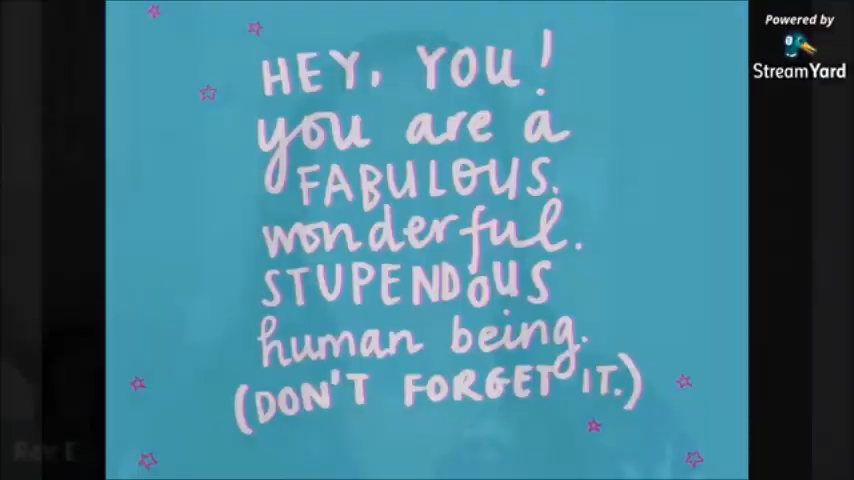 Powered by
StreamYard
HEY, YOU!
you are a
FABULOUS.
wonderful.
STUPENDOUS
human being.
(DON'T FORGET IT.)